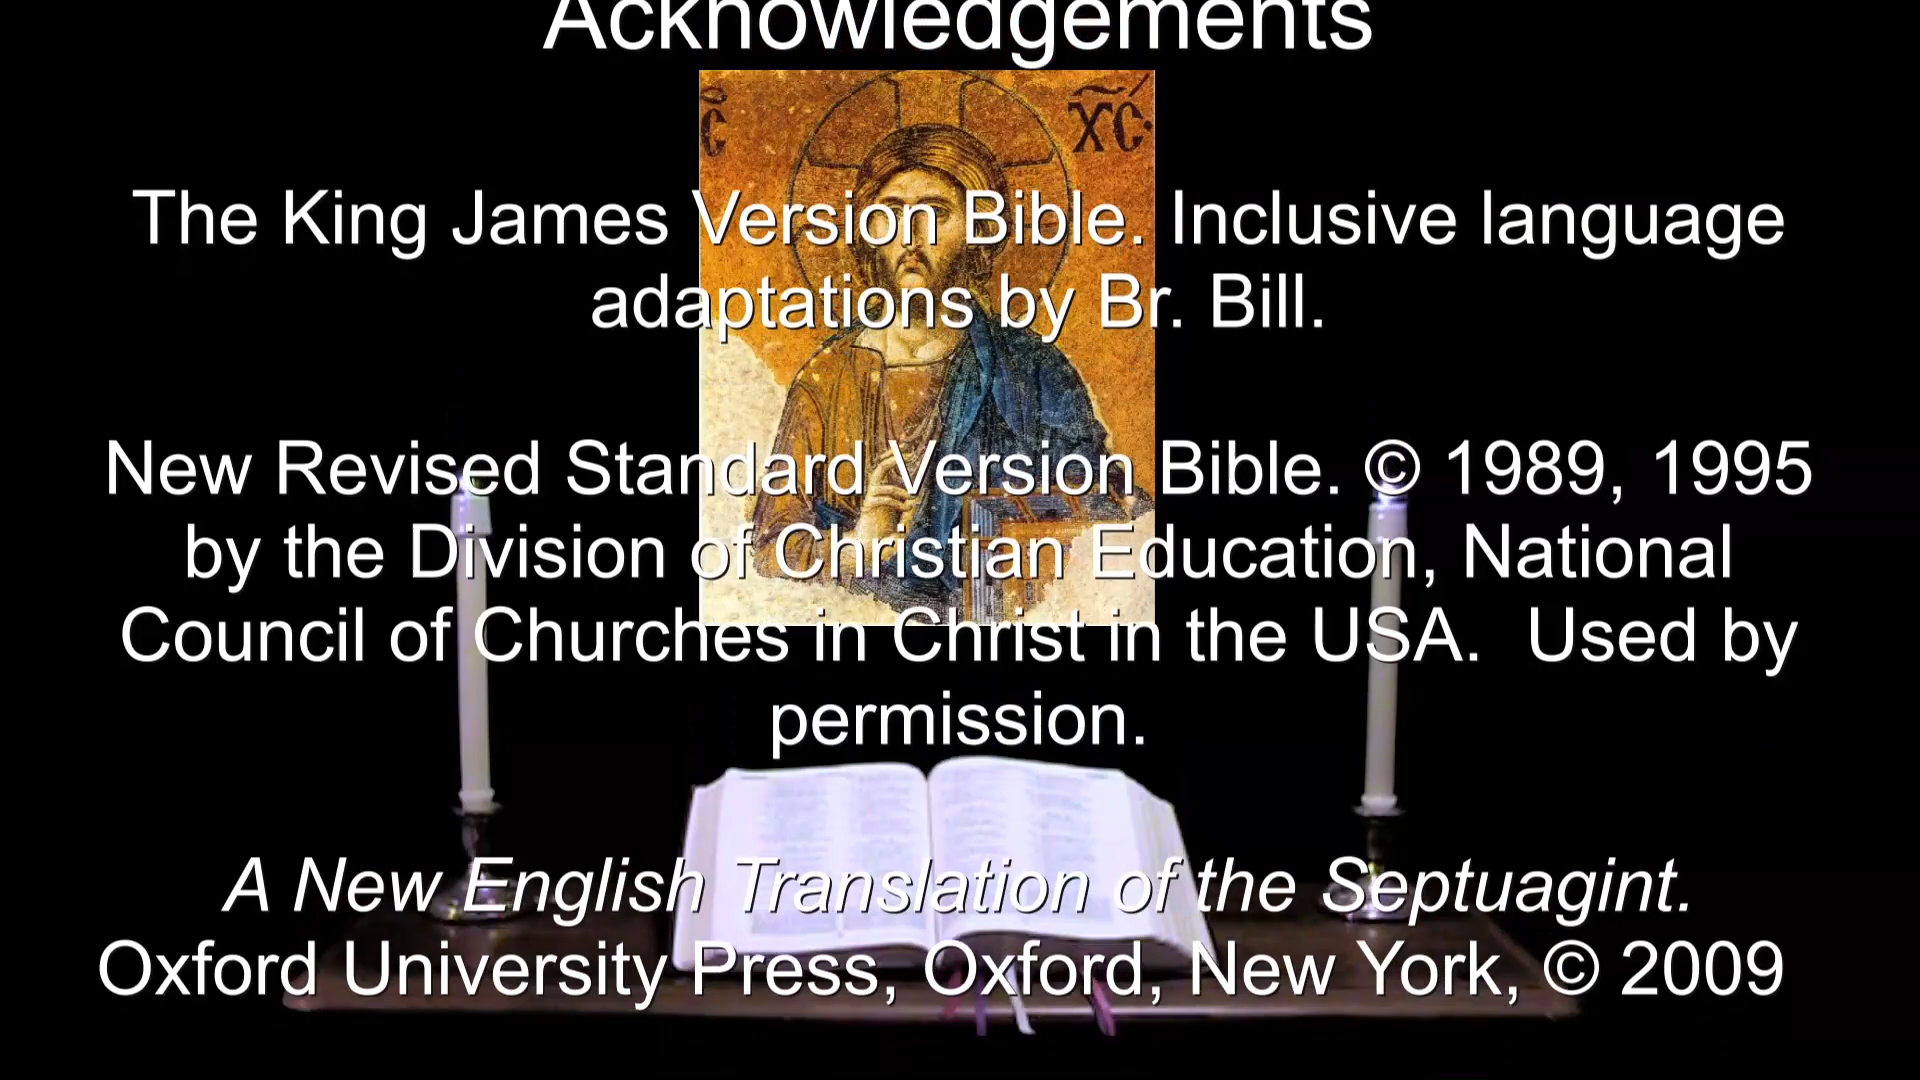 Acknowledgements
C XC
The King James Version Bible. Inclusive language
adaptations by Br. Bill.
New Revised Standard Version Bible. © 1989, 1995
by the Division of Christian Education, National
Council of Churches in Christ in the USA.  Used by
permission.
A New English Translation of the Septuagint.
Oxford University Press, Oxford, New York, © 2009